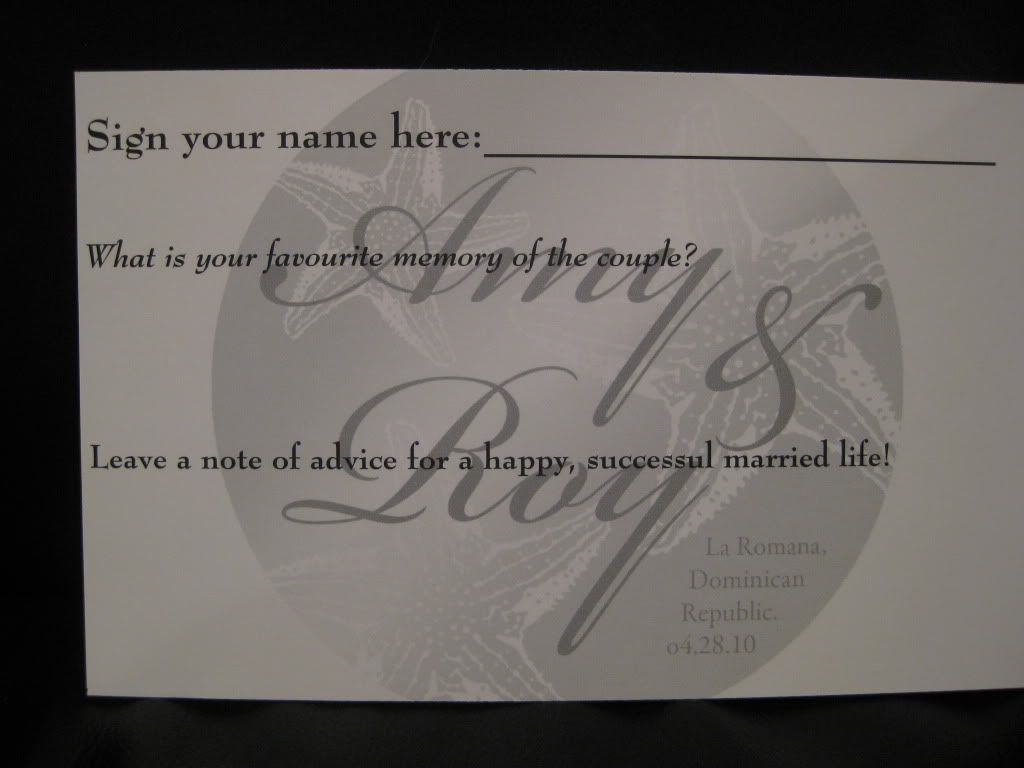 Sign your name here:
What is your favourite memory of the couple?
Amy
&
Roy
Leave a note of advice for a happy, successul married life!
La Romana,
Dominican
Republic.
04.28.10